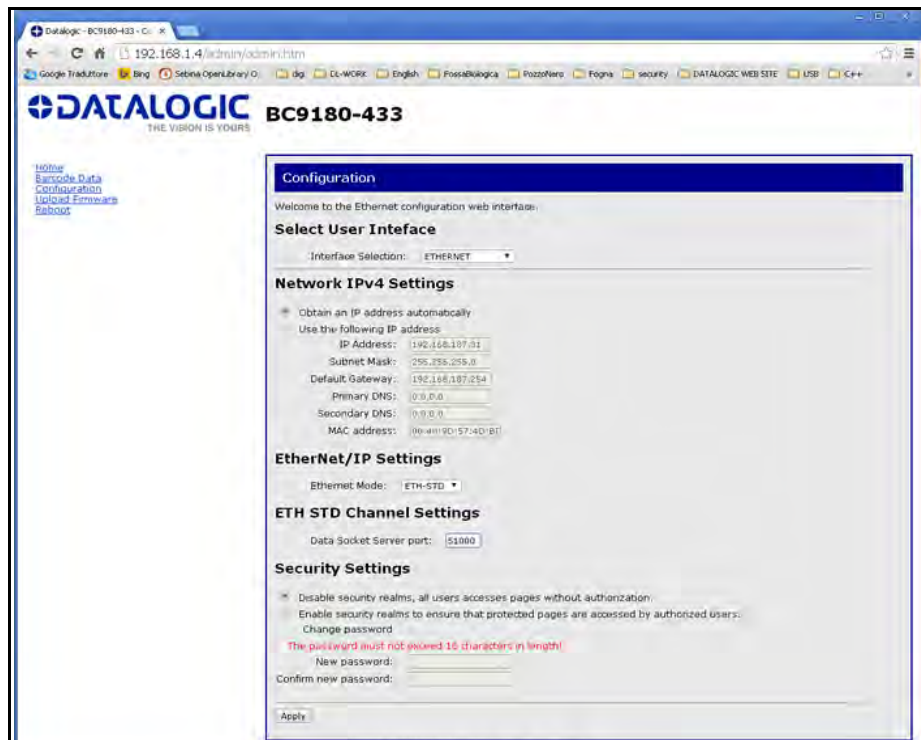 Datalogic - BC9180-433 - Co
192.168.1.4/admin/admin.htm
Google Traduttore Bing Sebina OpenLibrary O. dig DL-WORK English FossaBiologica PozzoNero Fogna security DATALOGIC WEB SITE USB C++ »
DATALOGIC
THE VISION IS YOURS
BC9180-433
Home
Barcode Data
Configuration
Upload Firmware
Reboot
Configuration
Welcome to the Ethernet configuration web interface.
Select User Inteface
Interface Selection: ETHERNET
Network IPv4 Settings
Obtain an IP address automatically
Use the following IP address
IP Address: 192.168.187.31
Subnet Mask: 255.255.255.0
Default Gateway: 192.168.187.254
Primary DNS: 0.0.0.0
Secondary DNS: 0.0.0.0
MAC address:
EtherNet/IP Settings
Ethernet Mode: ETH-STD
ETH STD Channel Settings
Data Socket Server port: 51000
Security Settings
Disable security realms, all users accesses pages without authorization.
Enable security realms to ensure that protected pages are accessed by authorized users.
Change password
The password must not exceed 16 characters in length!
New password:
Confirm new password:
Apply